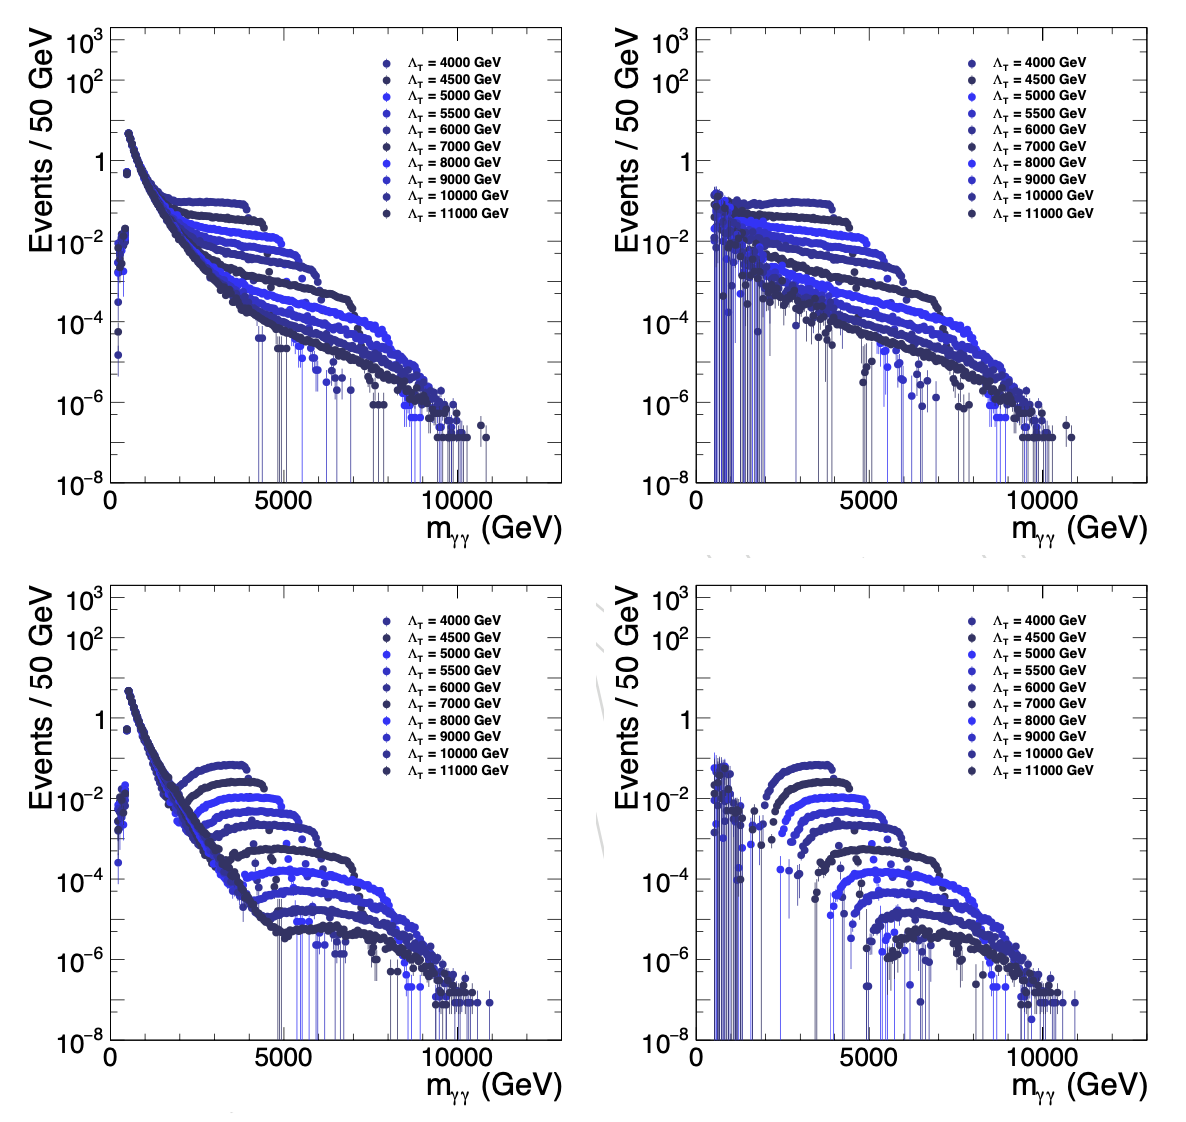 Events / 50 GeV
10³
10²
1
10⁻²
10⁻⁴
10⁻⁶
10⁻⁸
Λ_T = 4000 GeV
Λ_T = 4500 GeV
Λ_T = 5000 GeV
Λ_T = 5500 GeV
Λ_T = 6000 GeV
Λ_T = 7000 GeV
Λ_T = 8000 GeV
Λ_T = 9000 GeV
Λ_T = 10000 GeV
Λ_T = 11000 GeV
0 5000 10000
m_γγ (GeV)
Events / 50 GeV
10³
10²
1
10⁻²
10⁻⁴
10⁻⁶
10⁻⁸
Λ_T = 4000 GeV
Λ_T = 4500 GeV
Λ_T = 5000 GeV
Λ_T = 5500 GeV
Λ_T = 6000 GeV
Λ_T = 7000 GeV
Λ_T = 8000 GeV
Λ_T = 9000 GeV
Λ_T = 10000 GeV
Λ_T = 11000 GeV
0 5000 10000
m_γγ (GeV)
Events / 50 GeV
10³
10²
1
10⁻²
10⁻⁴
10⁻⁶
10⁻⁸
Λ_T = 4000 GeV
Λ_T = 4500 GeV
Λ_T = 5000 GeV
Λ_T = 5500 GeV
Λ_T = 6000 GeV
Λ_T = 7000 GeV
Λ_T = 8000 GeV
Λ_T = 9000 GeV
Λ_T = 10000 GeV
Λ_T = 11000 GeV
0 5000 10000
m_γγ (GeV)
Events / 50 GeV
10³
10²
1
10⁻²
10⁻⁴
10⁻⁶
10⁻⁸
Λ_T = 4000 GeV
Λ_T = 4500 GeV
Λ_T = 5000 GeV
Λ_T = 5500 GeV
Λ_T = 6000 GeV
Λ_T = 7000 GeV
Λ_T = 8000 GeV
Λ_T = 9000 GeV
Λ_T = 10000 GeV
Λ_T = 11000 GeV
0 5000 10000
m_γγ (GeV)